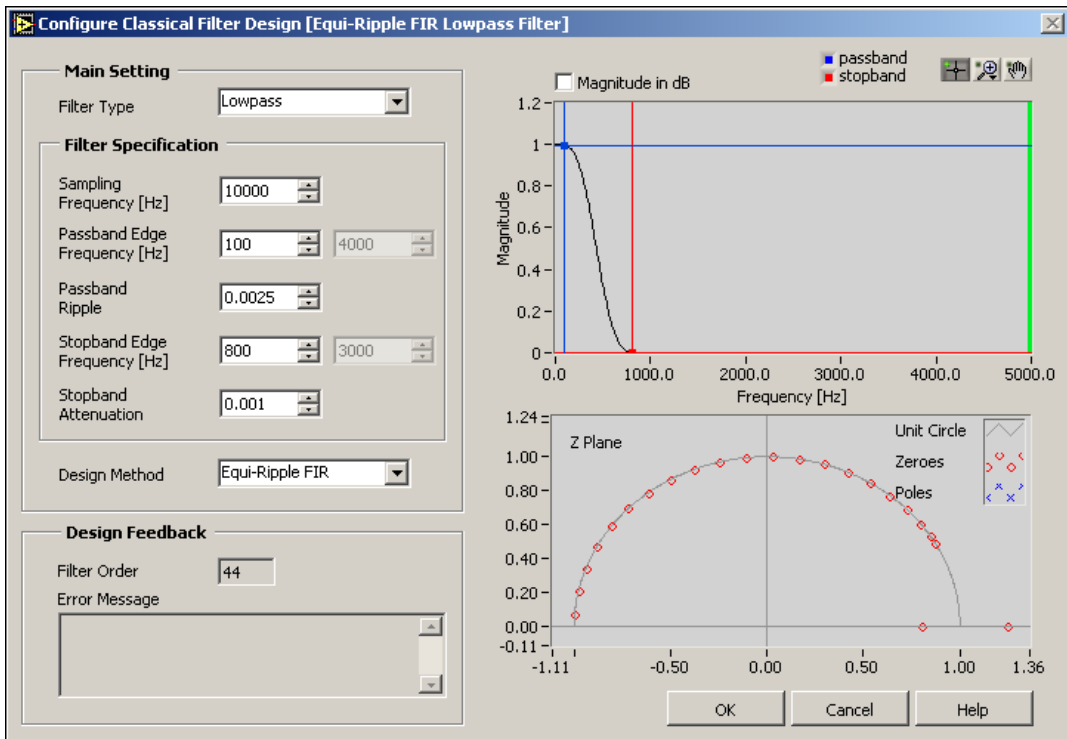 Configure Classical Filter Design [Equi-Ripple FIR Lowpass Filter]
Main Setting
Filter Type
Lowpass
Filter Specification
Sampling
Frequency [Hz]
10000
Passband Edge
Frequency [Hz]
100
4000
Passband
Ripple
0.0025
Stopband Edge
Frequency [Hz]
800
3000
Stopband
Attenuation
0.001
Design Method
Equi-Ripple FIR
Design Feedback
Filter Order
44
Error Message
passband
stopband
Magnitude in dB
1.2
1
0.8
0.6
0.4
0.2
0
Magnitude
0.0 1000.0 2000.0 3000.0 4000.0 5000.0
Frequency [Hz]
1.24
1.00
0.80
0.60
0.40
0.20
0.00
-0.11
Z Plane
Unit Circle
Zeroes
Poles
-1.11 -0.50 0.00 0.50 1.00 1.36
OK
Cancel
Help